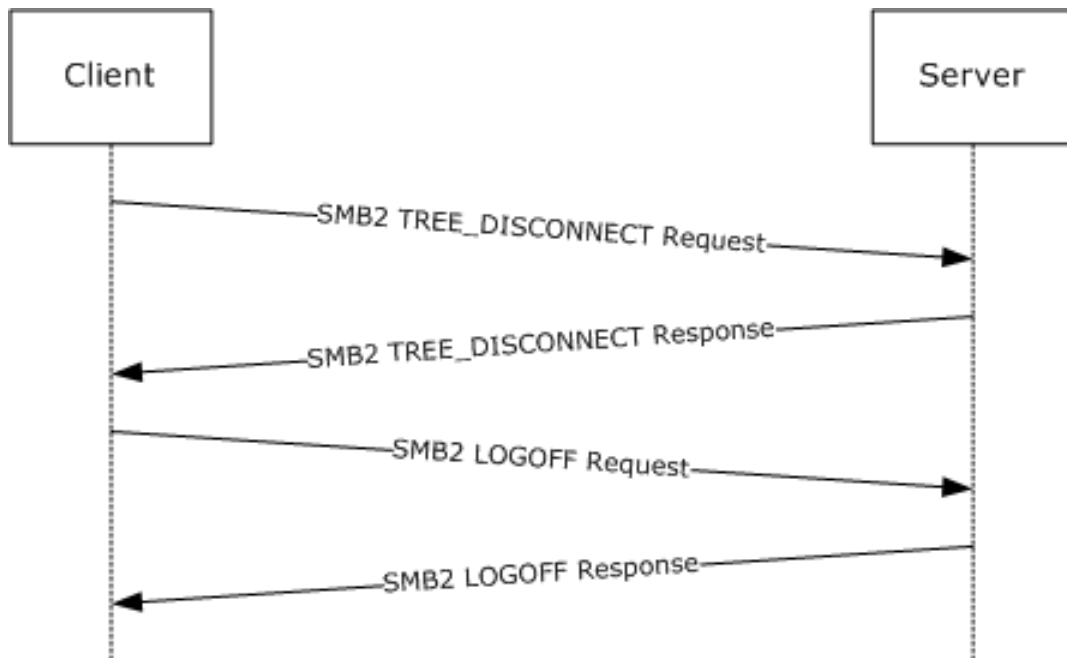 Client
Server
SMB2 TREE_DISCONNECT Request
SMB2 TREE_DISCONNECT Response
SMB2 LOGOFF Request
SMB2 LOGOFF Response